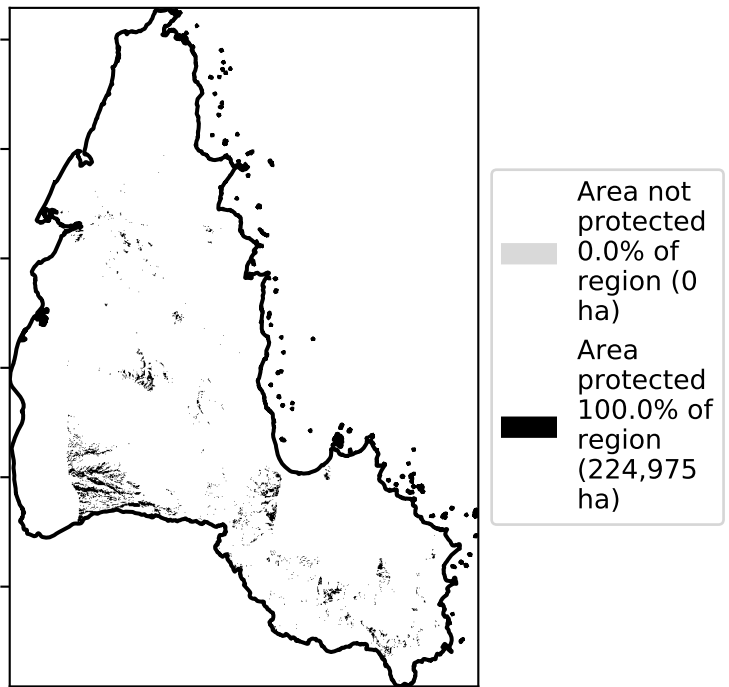 Area not
protected
0.0% of
region (0
ha)
Area
protected
100.0% of
region
(224,975
ha)